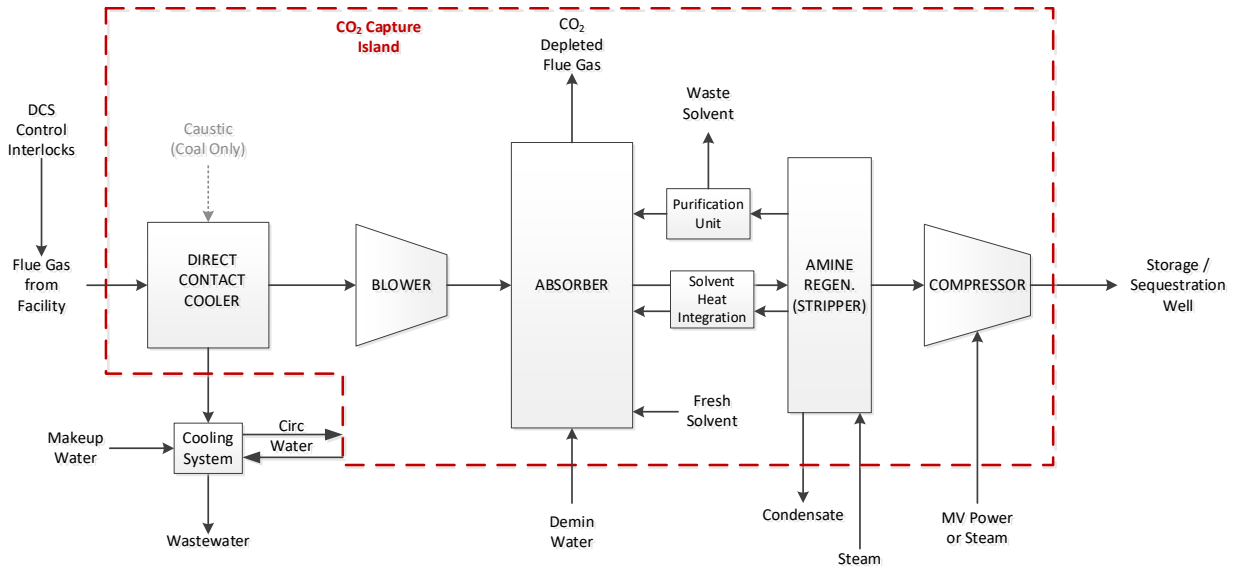 CO₂ Capture
Island
CO₂
Depleted
Flue Gas
DCS
Control
Interlocks
Caustic
(Coal Only)
Waste
Solvent
Flue Gas
from
Facility
DIRECT
CONTACT
COOLER
BLOWER
ABSORBER
Purification
Unit
Solvent
Heat
Integration
AMINE
REGEN.
(STRIPPER)
COMPRESSOR
Storage /
Sequestration
Well
Fresh
Solvent
Makeup
Water
Cooling
System
Circ
Water
Wastewater
Demin
Water
Condensate
Steam
MV Power
or Steam